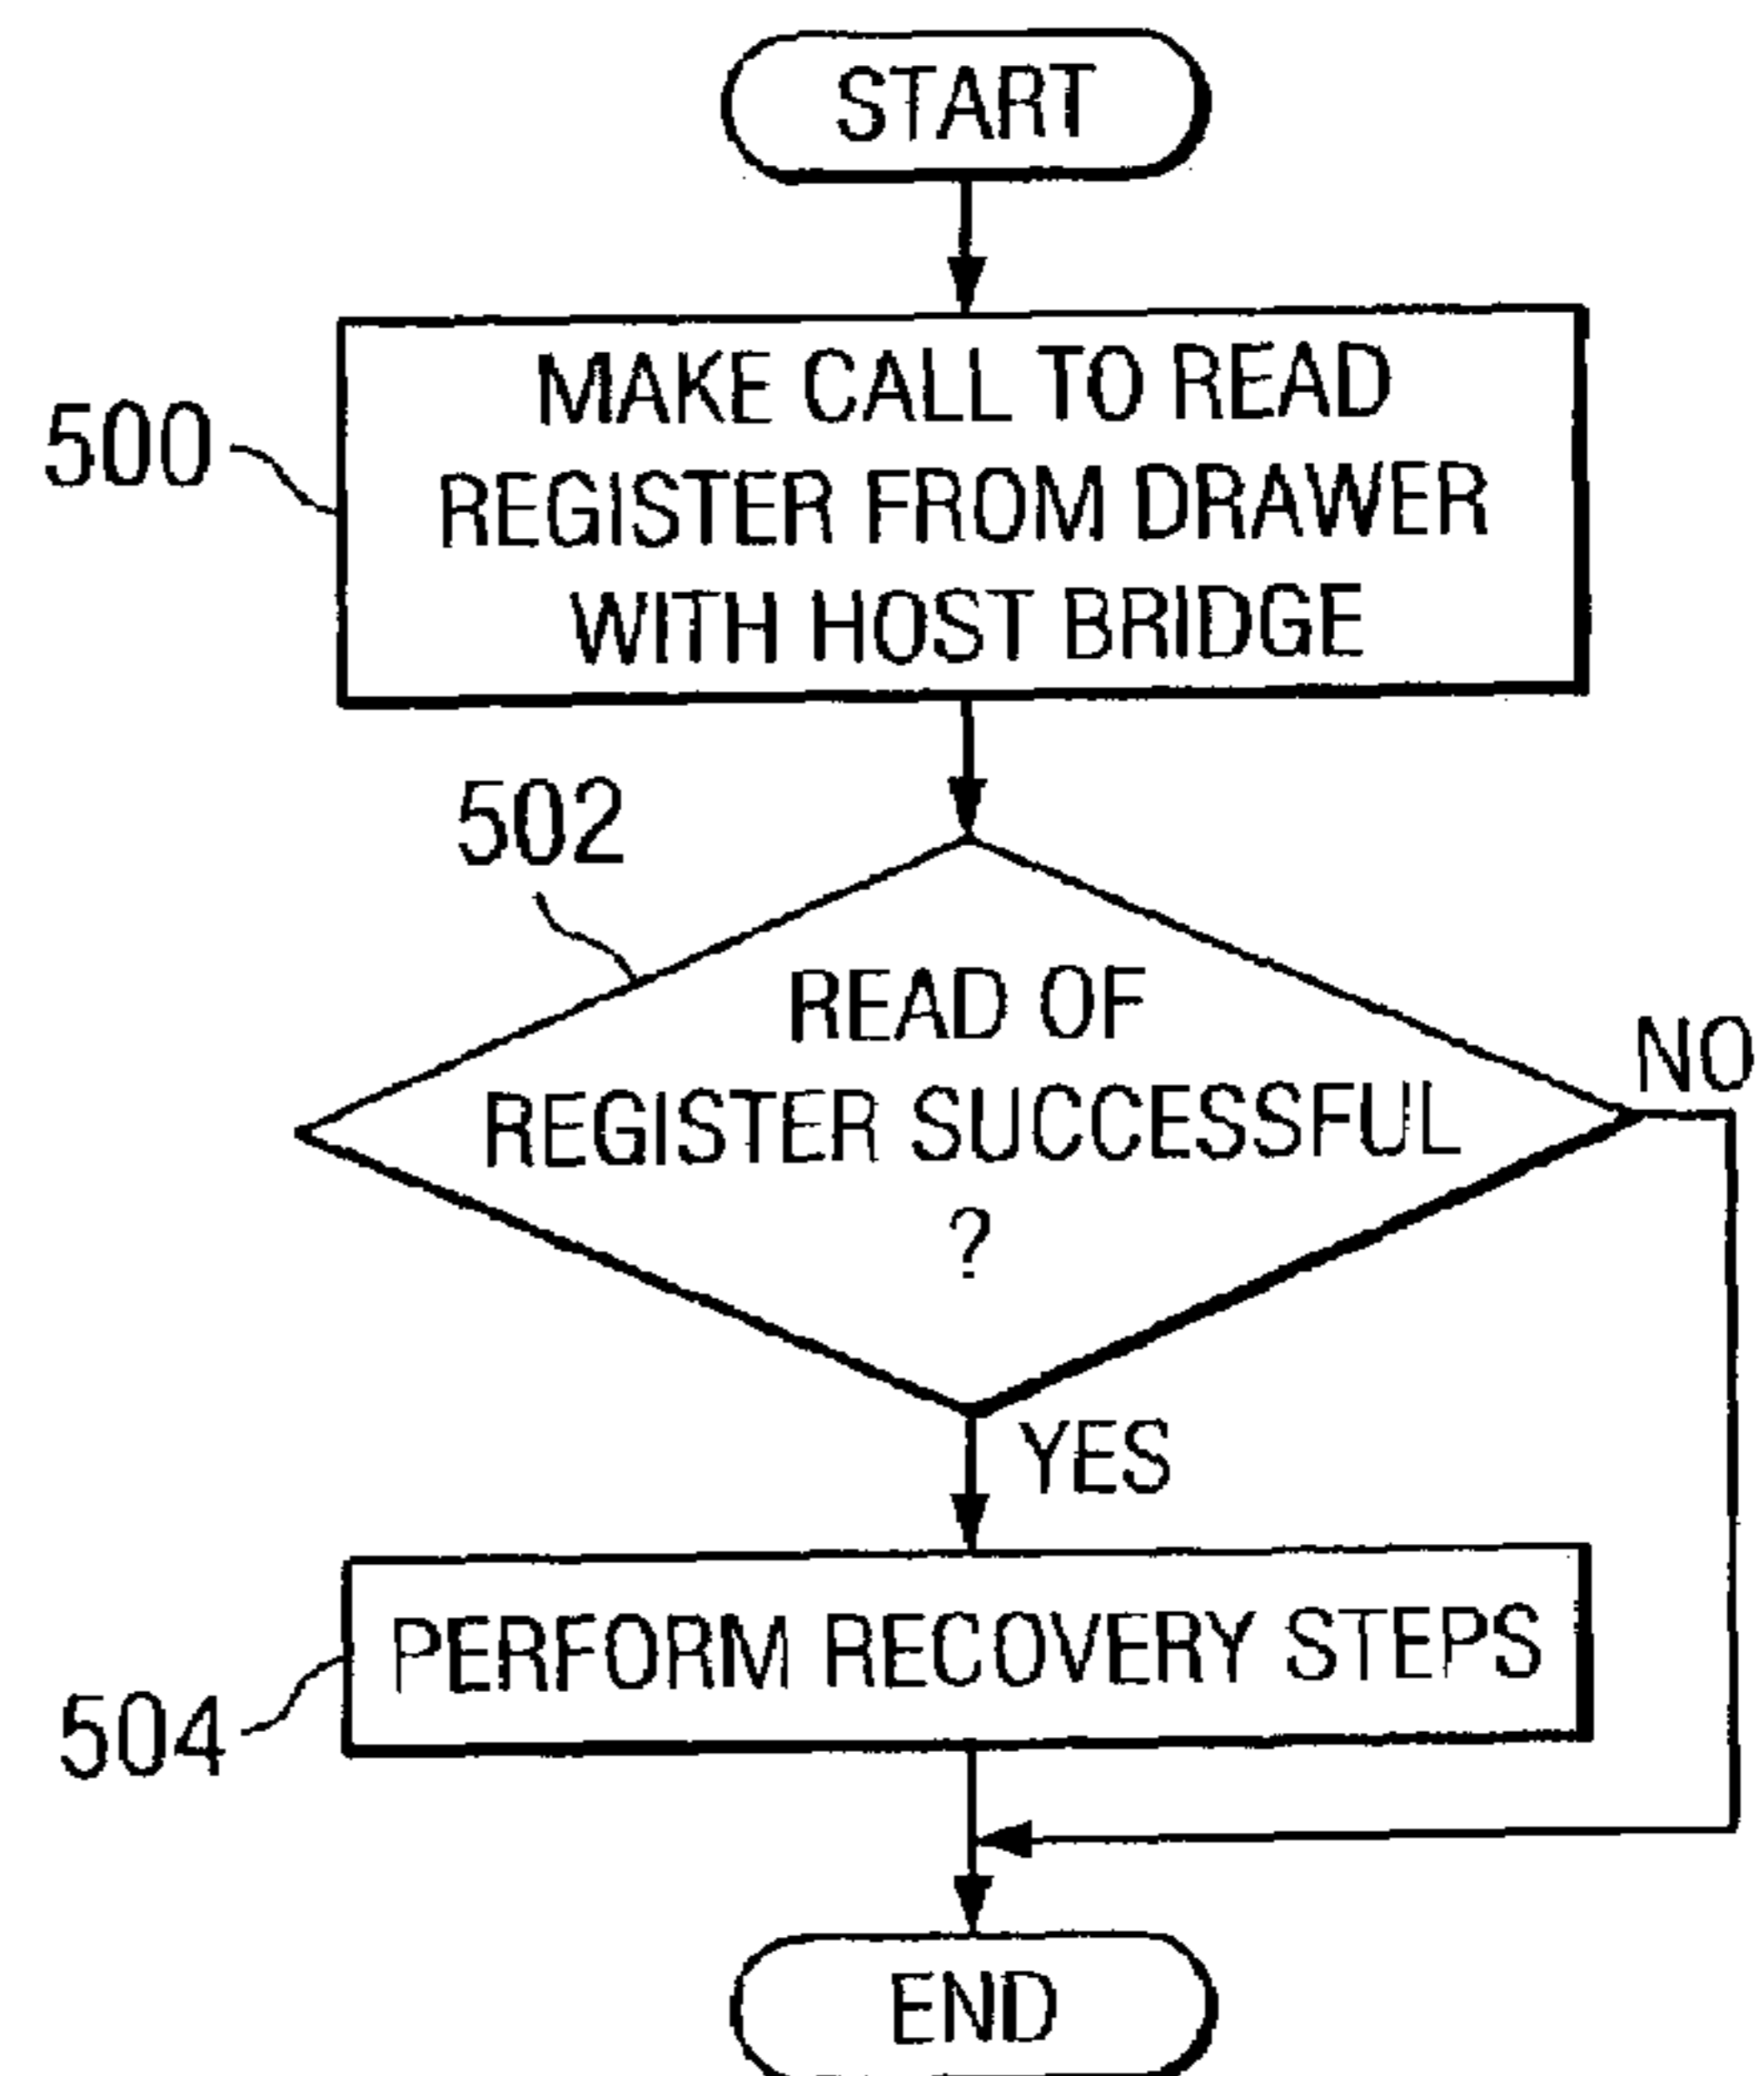 START
500
MAKE CALL TO READ
REGISTER FROM DRAWER
WITH HOST BRIDGE
502
READ OF
REGISTER SUCCESSFUL
?
NO
YES
504
PERFORM RECOVERY STEPS
END